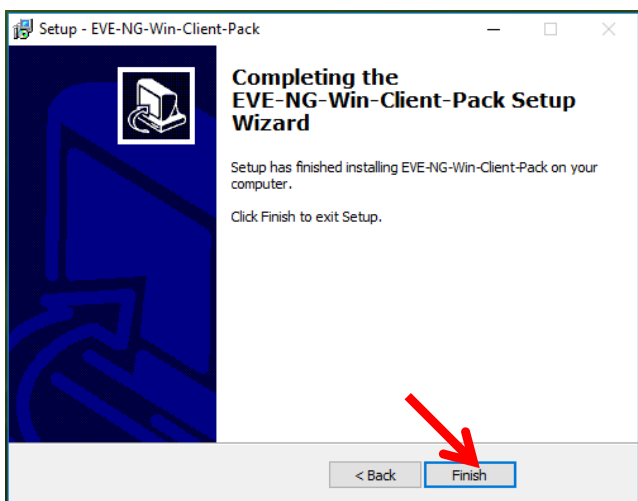 Setup - EVE-NG-Win-Client-Pack
Completing the
EVE-NG-Win-Client-Pack Setup
Wizard
Setup has finished installing EVE-NG-Win-Client-Pack on your
computer.
Click Finish to exit Setup.
< Back
Finish